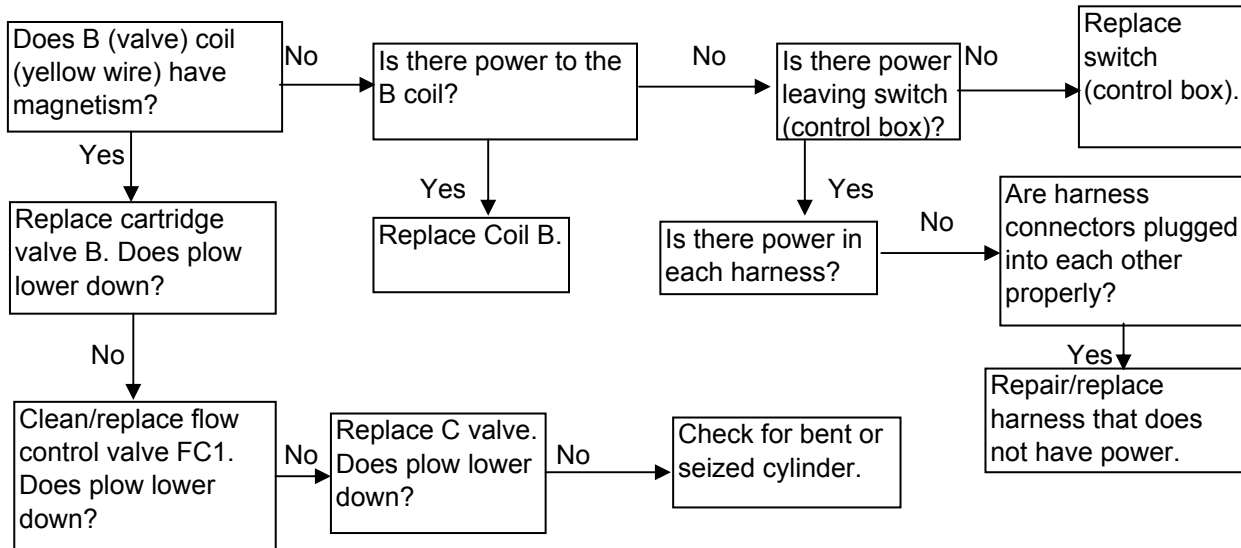 Does B (valve) coil
(yellow wire) have
magnetism?
No
Is there power to the
B coil?
No
Is there power
leaving switch
(control box)?
No
Replace
switch
(control box).
Yes
Yes
Yes
Replace cartridge
valve B. Does plow
lower down?
Replace Coil B.
Is there power in
each harness?
No
Are harness
connectors plugged
into each other
properly?
No
Yes
Clean/replace flow
control valve FC1.
Does plow lower
down?
No
Replace C valve.
Does plow lower
down?
No
Check for bent or
seized cylinder.
Repair/replace
harness that does
not have power.